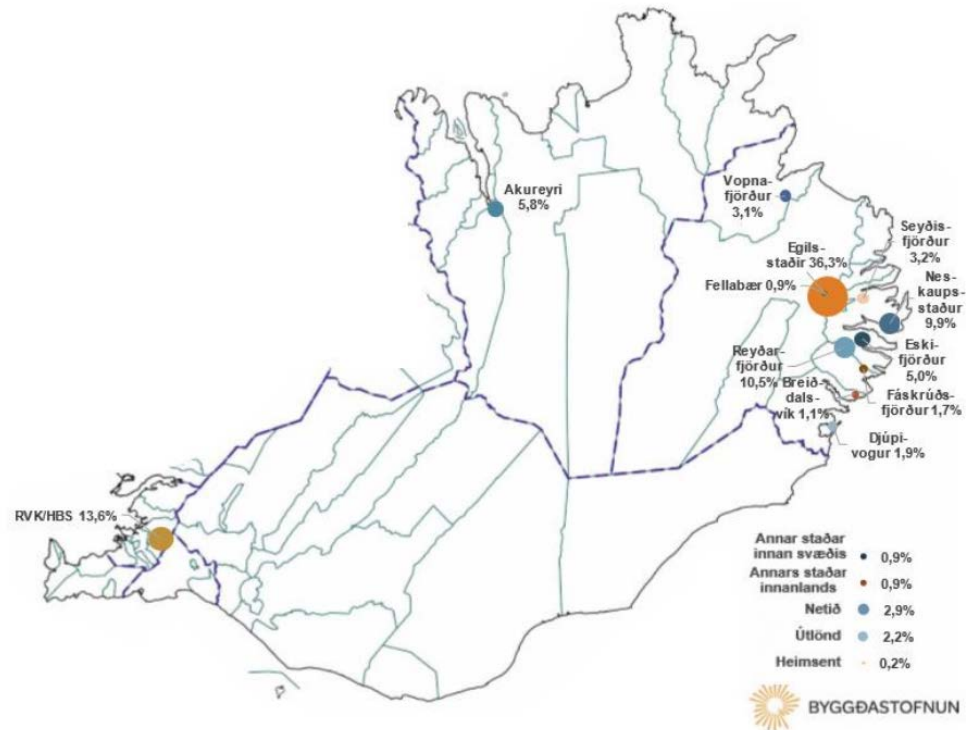 Akureyri
5,8%
Vopna-
fjörður
3,1%
Seyðis-
fjörður
3,2%
Egils-
staðir 36,3%
Fellabær 0,9%
Nes-
kaups-
staður
9,9%
Reyðar-
fjörður
10,5%
Eski-
fjörður
5,0%
Breið-
dals-
vík 1,1%
Fáskrúðs-
fjörður 1,7%
Djúpi-
vogur 1,9%
RVK/HBS 13,6%
Annar staðar
innan svæðis 0,9%
Annars staðar
innanlands 0,9%
Netið 2,9%
Útlönd 2,2%
Heimsent 0,2%
BYGGÐASTOFNUN